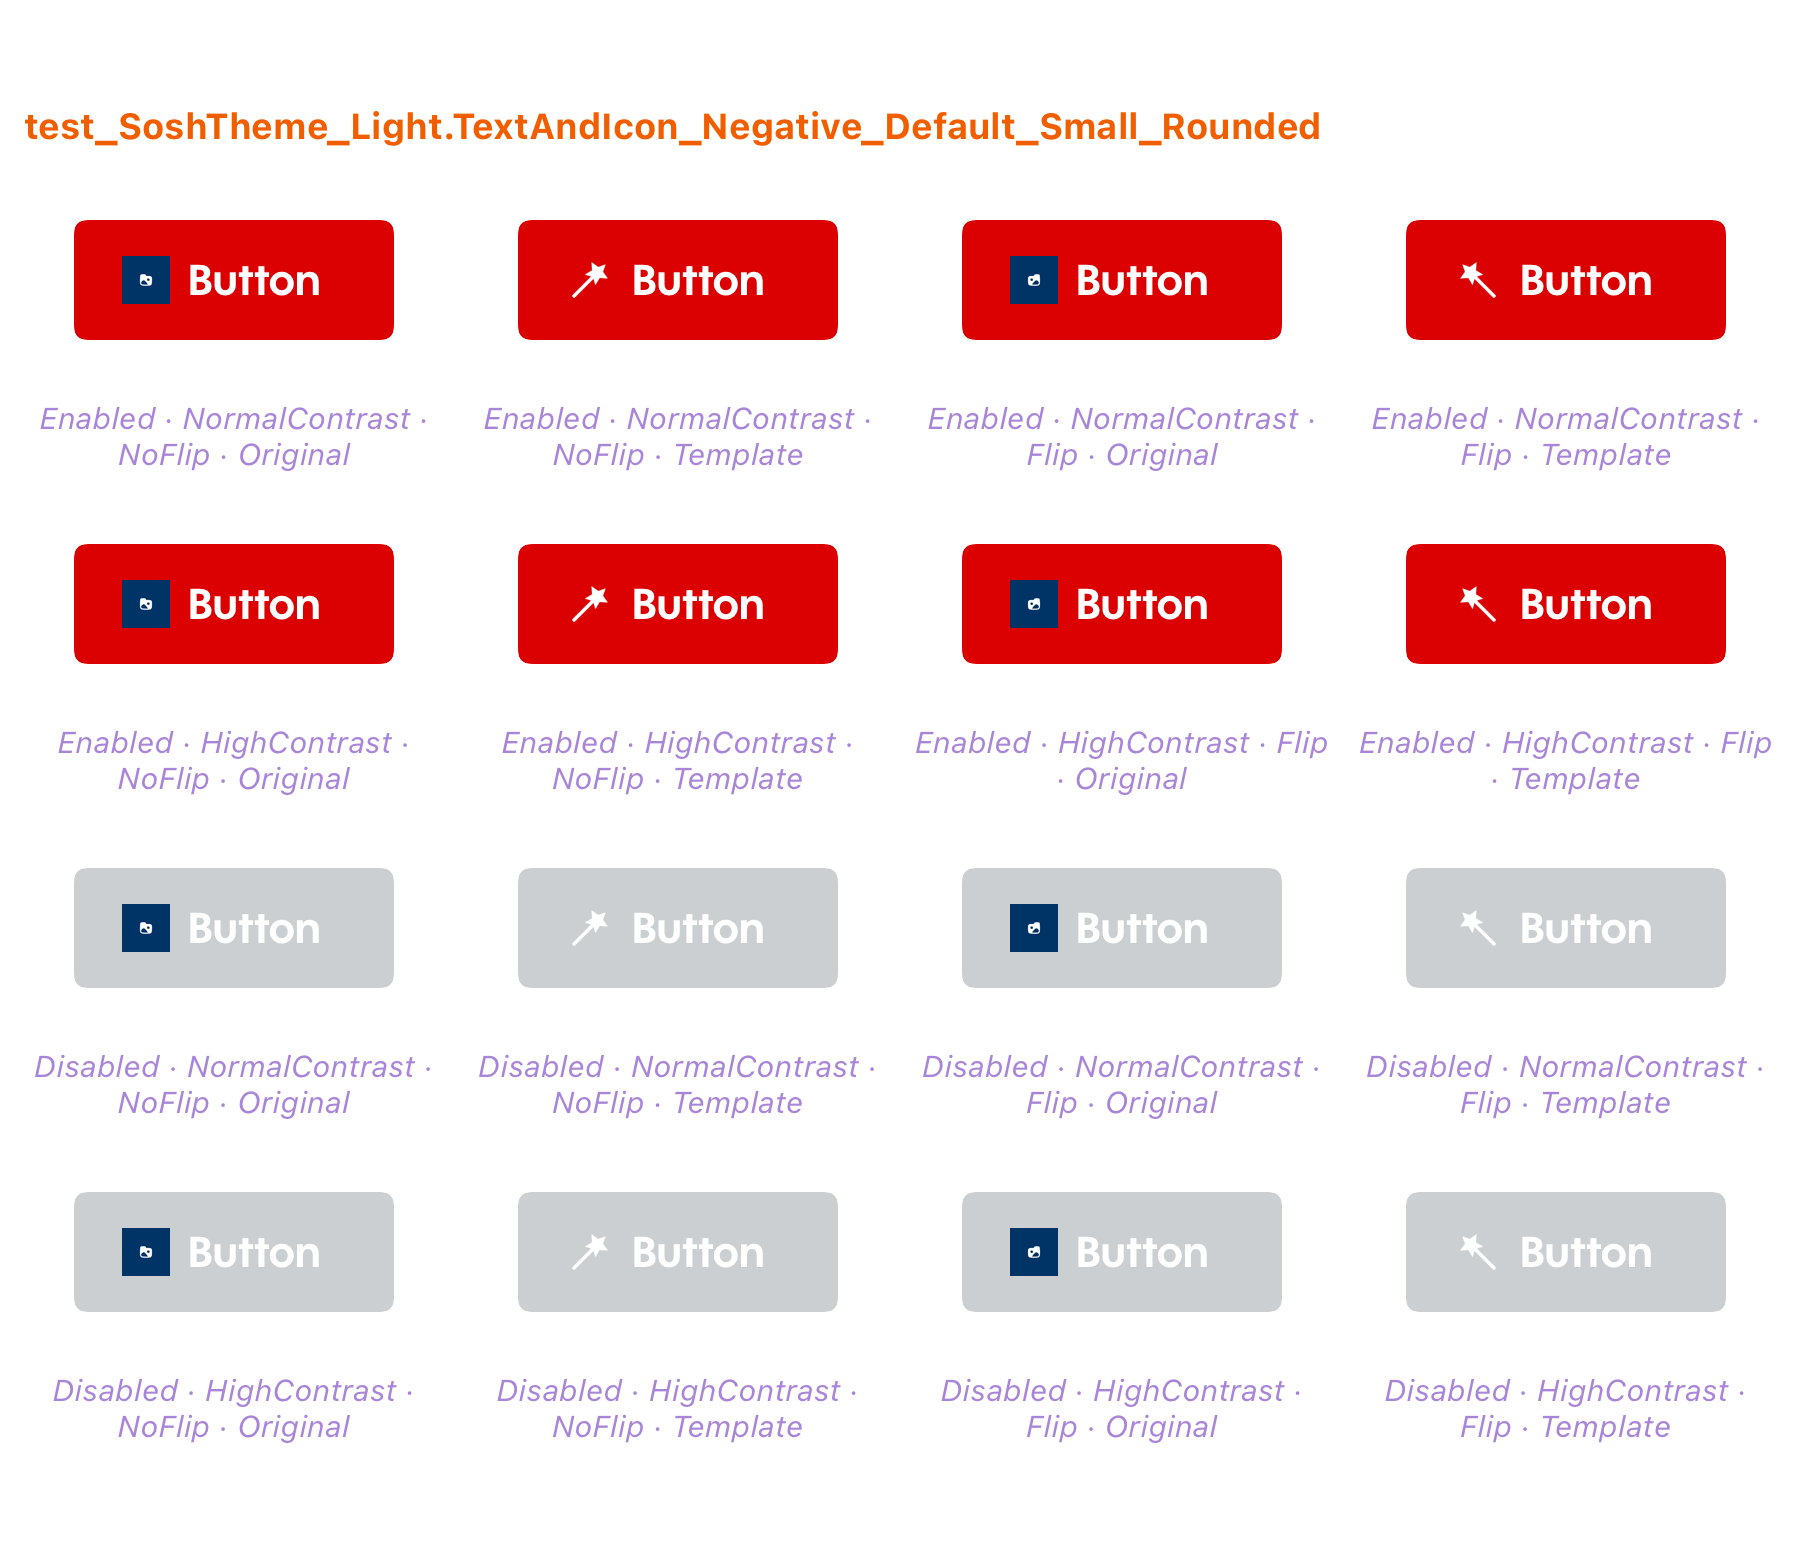 test_SoshTheme_Light.TextAndIcon_Negative_Default_Small_Rounded
Button Button Button Button
Enabled · NormalContrast · Enabled · NormalContrast · Enabled · NormalContrast · Enabled · NormalContrast ·
NoFlip · Original NoFlip · Template Flip · Original Flip · Template
Button Button Button Button
Enabled · HighContrast · Enabled · HighContrast · Enabled · HighContrast · Flip Enabled · HighContrast · Flip
NoFlip · Original NoFlip · Template · Original · Template
Button Button Button Button
Disabled · NormalContrast · Disabled · NormalContrast · Disabled · NormalContrast · Disabled · NormalContrast ·
NoFlip · Original NoFlip · Template Flip · Original Flip · Template
Button Button Button Button
Disabled · HighContrast · Disabled · HighContrast · Disabled · HighContrast · Disabled · HighContrast ·
NoFlip · Original NoFlip · Template Flip · Original Flip · Template